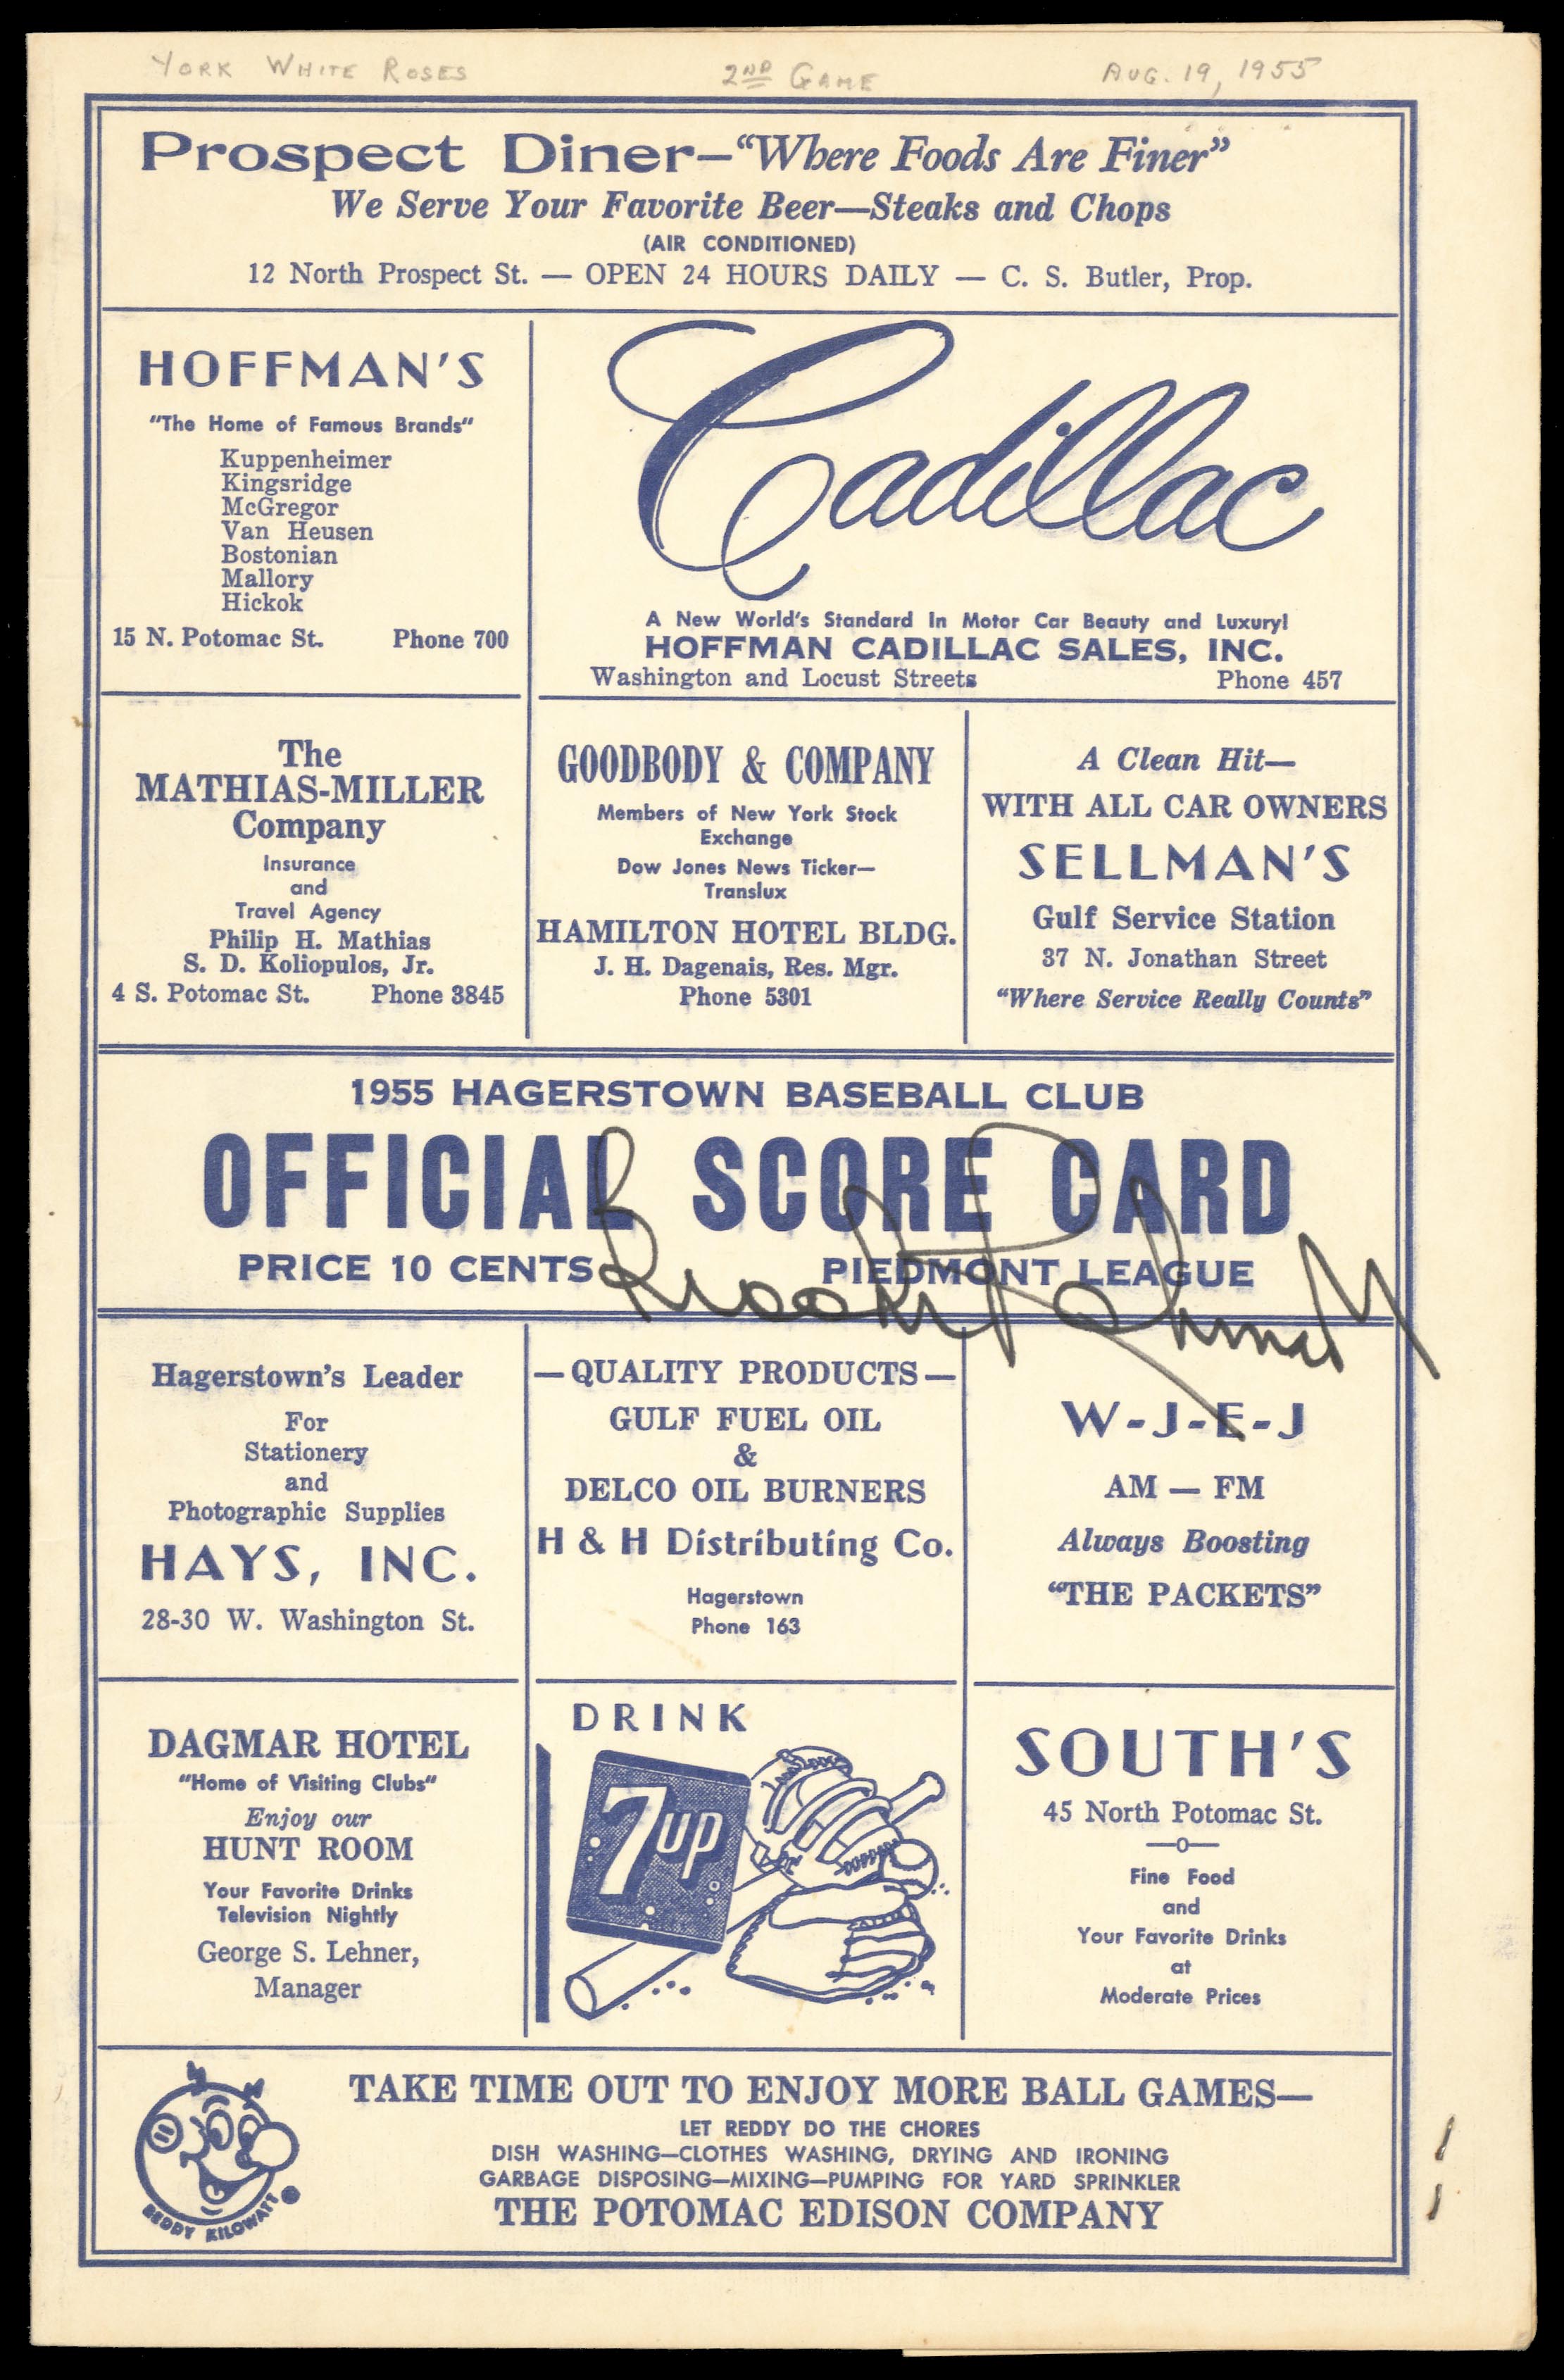 YORK WHITE ROSES 2ND GAME AUG. 19, 1955
Prospect Diner—"Where Foods Are Finer"
We Serve Your Favorite Beer—Steaks and Chops
(AIR CONDITIONED)
12 North Prospect St. — OPEN 24 HOURS DAILY — C. S. Butler, Prop.
HOFFMAN'S
"The Home of Famous Brands"
Kuppenheimer
Kingsridge
McGregor
Van Heusen
Bostonian
Mallory
Hickok
15 N. Potomac St. Phone 700
Cadillac
A New World's Standard In Motor Car Beauty and Luxury!
HOFFMAN CADILLAC SALES, INC.
Washington and Locust Streets Phone 457
The
MATHIAS-MILLER
Company
Insurance
and
Travel Agency
Philip H. Mathias
S. D. Koliopulos, Jr.
4 S. Potomac St. Phone 3845
GOODBODY & COMPANY
Members of New York Stock
Exchange
Dow Jones News Ticker—
Translux
HAMILTON HOTEL BLDG.
J. H. Dagenais, Res. Mgr.
Phone 5301
A Clean Hit—
WITH ALL CAR OWNERS
SELLMAN'S
Gulf Service Station
37 N. Jonathan Street
"Where Service Really Counts"
1955 HAGERSTOWN BASEBALL CLUB
OFFICIAL SCORE CARD
PRICE 10 CENTS PIEDMONT LEAGUE
Brooks Robinson
Hagerstown's Leader
For
Stationery
and
Photographic Supplies
HAYS, INC.
28-30 W. Washington St.
—QUALITY PRODUCTS—
GULF FUEL OIL
&
DELCO OIL BURNERS
H & H Distributing Co.
Hagerstown
Phone 163
W-J-E-J
AM — FM
Always Boosting
"THE PACKETS"
DAGMAR HOTEL
"Home of Visiting Clubs"
Enjoy our
HUNT ROOM
Your Favorite Drinks
Television Nightly
George S. Lehner,
Manager
DRINK
7up
SOUTH'S
45 North Potomac St.
—o—
Fine Food
and
Your Favorite Drinks
at
Moderate Prices
TAKE TIME OUT TO ENJOY MORE BALL GAMES—
LET REDDY DO THE CHORES
DISH WASHING—CLOTHES WASHING, DRYING AND IRONING
GARBAGE DISPOSING—MIXING—PUMPING FOR YARD SPRINKLER
THE POTOMAC EDISON COMPANY
REDDY KILOWATT